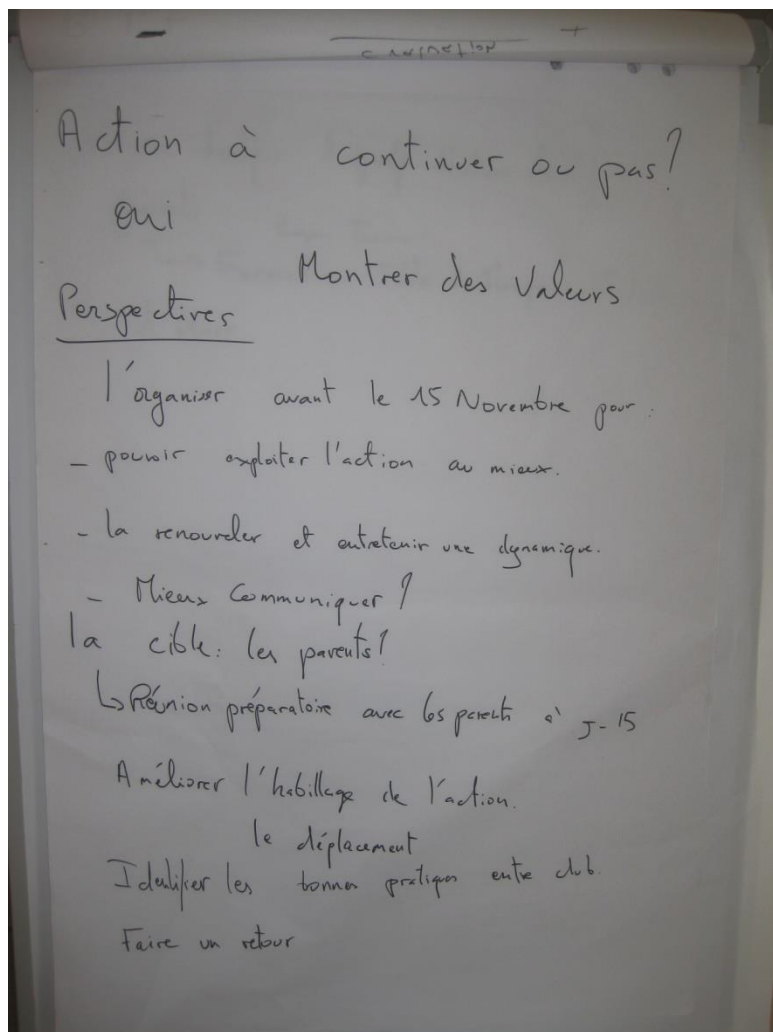 - +
Action à continuer ou pas?
oui
Montrer des Valeurs
Perspectives
l'organiser avant le 15 Novembre pour :
- pouvoir exploiter l'action au mieux.
- la renouveler et entretenir une dynamique.
- Mieux Communiquer?
la cible: les parents?
↳ Réunion préparatoire avec les parents à J-15
Améliorer l'habillage de l'action.
le déplacement
Identifier les bonnes pratiques entre club.
Faire un retour